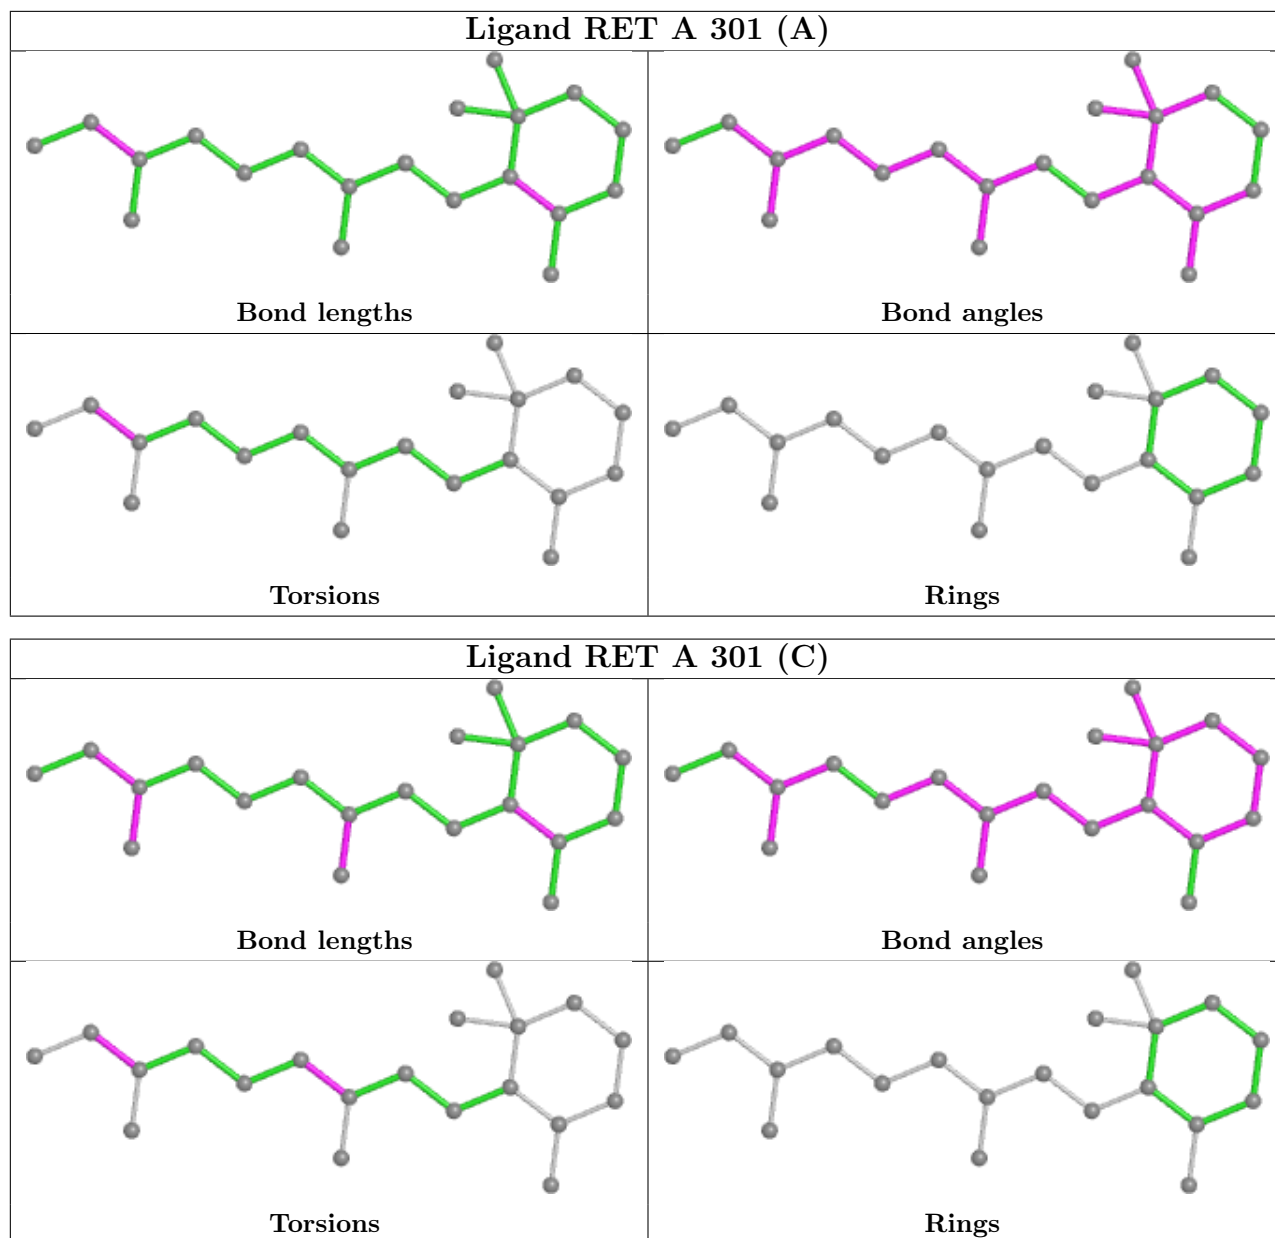 Ligand RET A 301 (A)
Bond lengths
Bond angles
Torsions
Rings
Ligand RET A 301 (C)
Bond lengths
Bond angles
Torsions
Rings